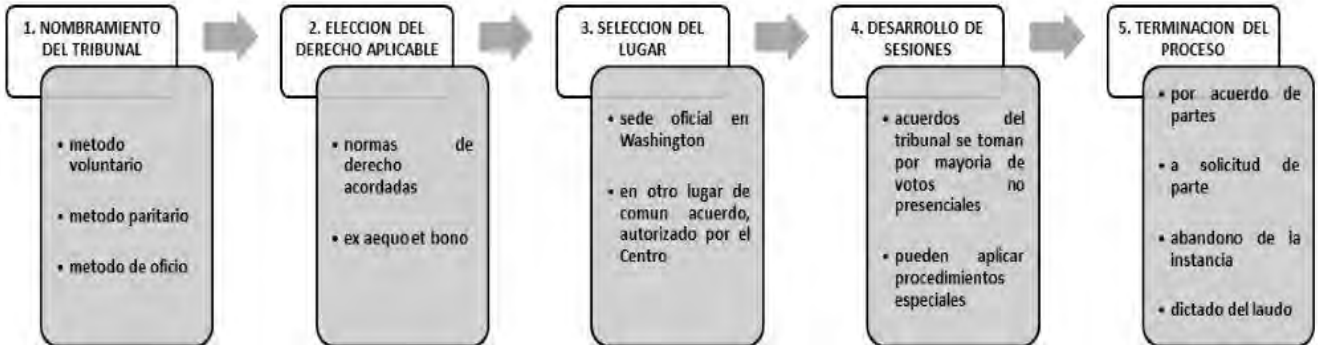 1. NOMBRAMIENTO
DEL TRIBUNAL
• metodo
voluntario
• metodo paritario
• metodo de oficio
2. ELECCION DEL
DERECHO APLICABLE
• normas de
derecho
acordadas
• ex aequo et bono
3. SELECCION DEL
LUGAR
• sede oficial en
Washington
• en otro lugar de
comun acuerdo,
autorizado por el
Centro
4. DESARROLLO DE
SESIONES
• acuerdos del
tribunal se toman
por mayoria de
votos no
presenciales
• pueden aplicar
procedimientos
especiales
5. TERMINACION DEL
PROCESO
• por acuerdo de
partes
• a solicitud de
parte
• abandono de la
instancia
• dictado del laudo